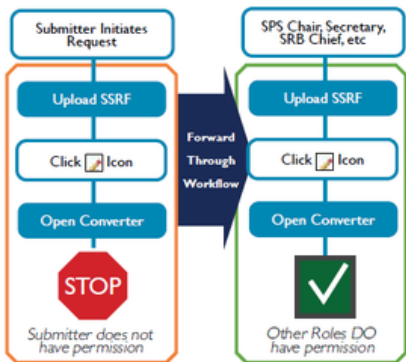 Submitter Initiates
Request
Upload SSRF
Click Icon
Open Converter
STOP
Submitter does not
have permission
Forward
Through
Workflow
SPS Chair, Secretary,
SRB Chief, etc
Upload SSRF
Click Icon
Open Converter
Other Roles DO
have permission